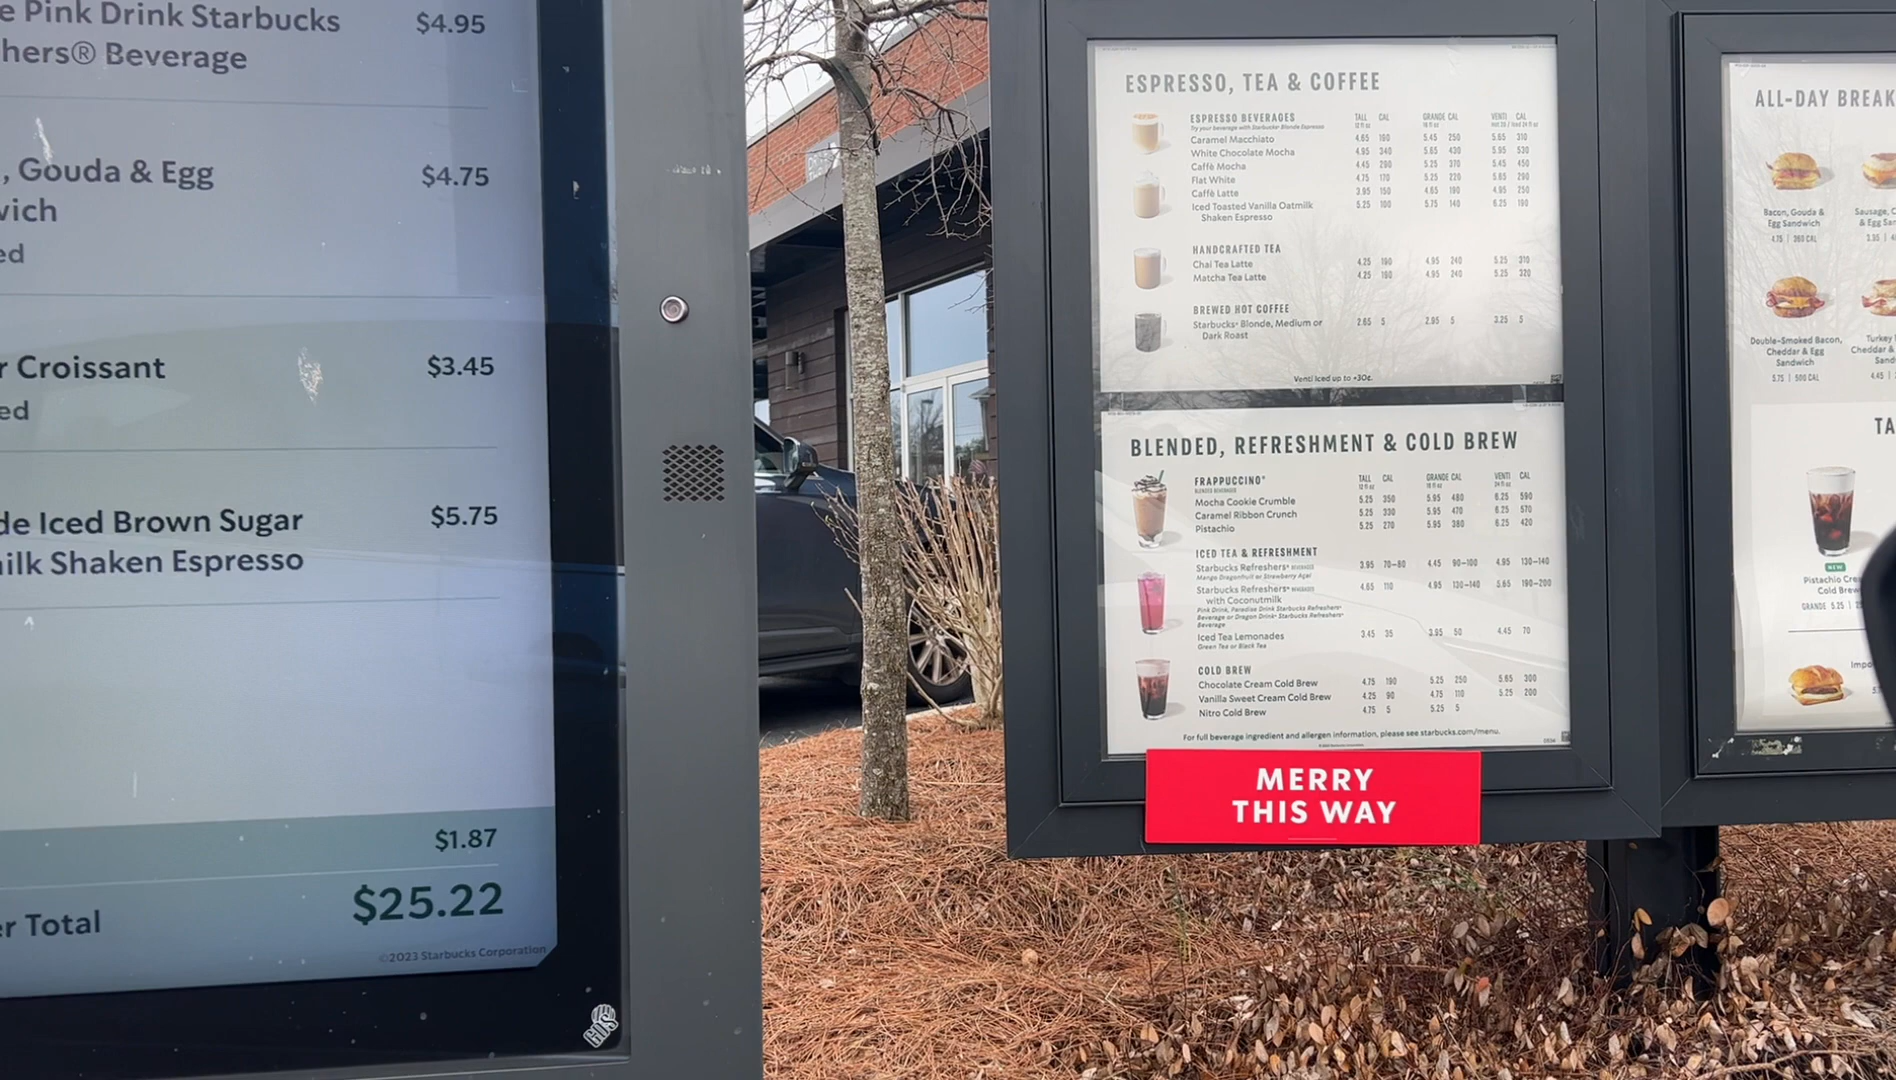 e Pink Drink Starbucks $4.95
hers® Beverage
, Gouda & Egg $4.75
wich
ed
r Croissant $3.45
ed
de Iced Brown Sugar $5.75
ilk Shaken Espresso
$1.87
er Total $25.22
©2023 Starbucks Corporation
GDS
ESPRESSO, TEA & COFFEE
ESPRESSO BEVERAGES TALL CAL GRANDE CAL VENTI CAL
Try your beverage with Starbucks® Blonde Espresso
Caramel Macchiato 4.65 190 5.45 250 5.65 310
White Chocolate Mocha 4.95 340 5.65 430 5.95 530
Caffè Mocha 4.45 290 5.25 370 5.45 450
Flat White 4.75 170 5.25 220 5.65 290
Caffè Latte 3.95 150 4.65 190 4.95 250
Iced Toasted Vanilla Oatmilk 5.25 100 5.75 140 6.25 190
Shaken Espresso
HANDCRAFTED TEA
Chai Tea Latte 4.25 190 4.95 240 5.25 310
Matcha Tea Latte 4.25 190 4.95 240 5.25 320
BREWED HOT COFFEE
Starbucks® Blonde, Medium or 2.65 5 2.95 5 3.25 5
Dark Roast
Venti Iced up to +30¢.
BLENDED, REFRESHMENT & COLD BREW
FRAPPUCCINO® TALL CAL GRANDE CAL VENTI CAL
BLENDED BEVERAGES 12 fl oz 16 fl oz 24 fl oz
Mocha Cookie Crumble 5.25 350 5.95 480 6.25 590
Caramel Ribbon Crunch 5.25 330 5.95 470 6.25 570
Pistachio 5.25 270 5.95 380 6.25 420
ICED TEA & REFRESHMENT
Starbucks Refreshers® BEVERAGES 3.95 70–80 4.45 90–100 4.95 130–140
Mango Dragonfruit or Strawberry Açaí
Starbucks Refreshers® BEVERAGES 4.65 110 4.95 120–140 5.65 190–200
with Coconutmilk
Pink Drink, Paradise Drink Starbucks Refreshers®
Beverage or Dragon Drink® Starbucks Refreshers®
Beverage
Iced Tea Lemonades 3.45 35 3.95 50 4.45 70
Green Tea or Black Tea
COLD BREW
Chocolate Cream Cold Brew 4.75 190 5.25 250 5.65 300
Vanilla Sweet Cream Cold Brew 4.25 90 4.75 110 5.25 200
Nitro Cold Brew 4.75 5 5.25 5
For full beverage ingredient and allergen information, please see starbucks.com/menu.
MERRY
THIS WAY
ALL-DAY BREAK
Bacon, Gouda & Sausage, C
Egg Sandwich & Egg San
4.75 | 360 CAL 3.95 | 4
Double-Smoked Bacon, Turkey
Cheddar & Egg Cheddar &
Sandwich Sand
5.75 | 500 CAL 4.45 |
TA
NEW
Pistachio Cre
Cold Brew
GRANDE 5.25 | 2
Impo